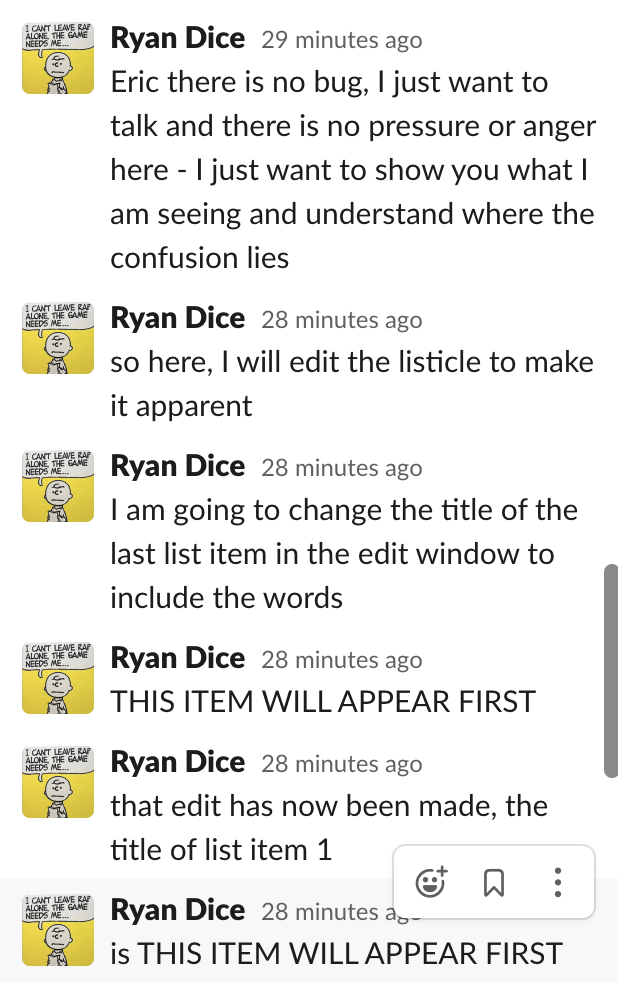 I CAN'T LEAVE RAP
ALONE, THE GAME
NEEDS ME...
Ryan Dice 29 minutes ago
Eric there is no bug, I just want to
talk and there is no pressure or anger
here - I just want to show you what I
am seeing and understand where the
confusion lies
I CAN'T LEAVE RAP
ALONE, THE GAME
NEEDS ME...
Ryan Dice 28 minutes ago
so here, I will edit the listicle to make
it apparent
I CAN'T LEAVE RAP
ALONE, THE GAME
NEEDS ME...
Ryan Dice 28 minutes ago
I am going to change the title of the
last list item in the edit window to
include the words
I CAN'T LEAVE RAP
ALONE, THE GAME
NEEDS ME...
Ryan Dice 28 minutes ago
THIS ITEM WILL APPEAR FIRST
I CAN'T LEAVE RAP
ALONE, THE GAME
NEEDS ME...
Ryan Dice 28 minutes ago
that edit has now been made, the
title of list item 1
I CAN'T LEAVE RAP
ALONE, THE GAME
NEEDS ME...
Ryan Dice 28 minutes ago
is THIS ITEM WILL APPEAR FIRST